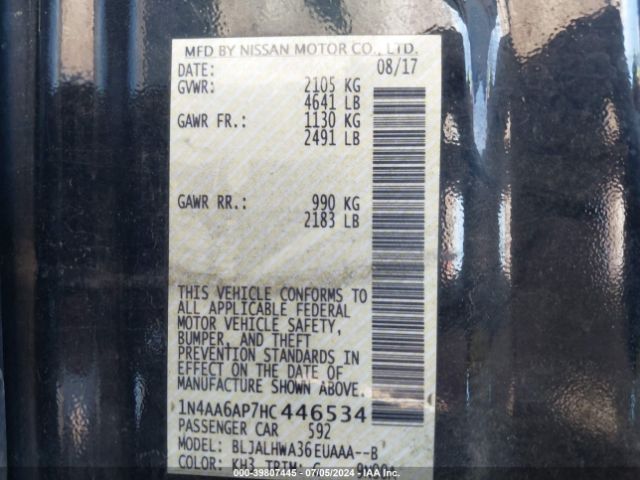 MFD BY NISSAN MOTOR CO., LTD.
DATE: 08/17
GVWR: 2105 KG
4641 LB
GAWR FR.: 1130 KG
2491 LB
GAWR RR.: 990 KG
2183 LB
THIS VEHICLE CONFORMS TO
ALL APPLICABLE FEDERAL
MOTOR VEHICLE SAFETY,
BUMPER, AND THEFT
PREVENTION STANDARDS IN
EFFECT ON THE DATE OF
MANUFACTURE SHOWN ABOVE.
1N4AA6AP7HC446534
PASSENGER CAR 592
MODEL: BLJALHWA36EUAAA--B
COLOR: KH3 TRIM: G
© IAA 39807445 - 07/05/2024 - IAAI.com